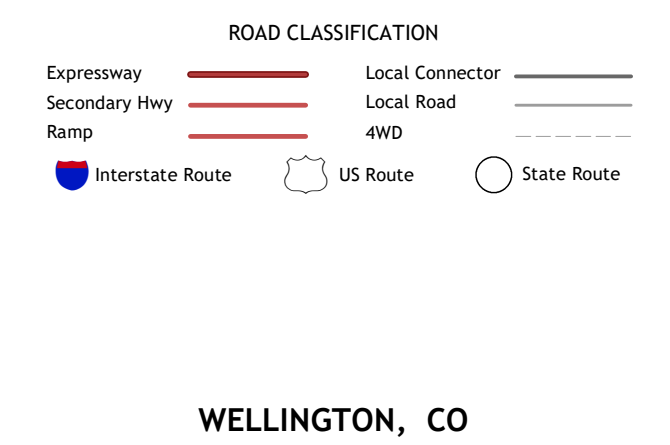 ROAD CLASSIFICATION
Expressway
Local Connector
Secondary Hwy
Local Road
Ramp
4WD
Interstate Route
US Route
State Route
WELLINGTON, CO